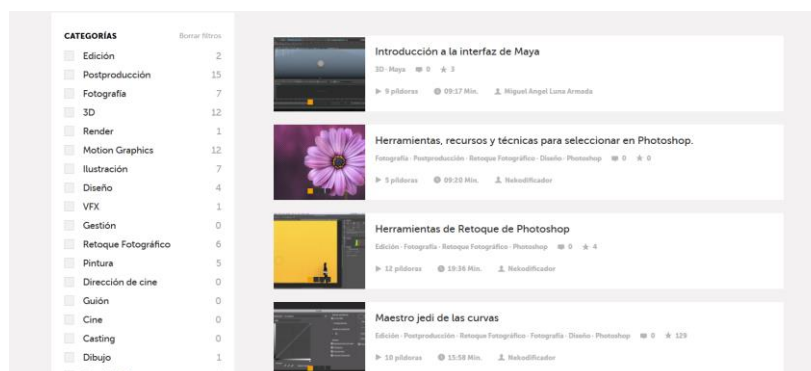 CATEGORÍAS Borrar filtros
Edición 2
Postproducción 15
Fotografía 7
3D 12
Render 1
Motion Graphics 12
Ilustración 7
Diseño 4
VFX 1
Gestión 0
Retoque Fotográfico 6
Pintura 5
Dirección de cine 0
Guión 0
Cine 0
Casting 0
Dibujo 1
Introducción a la interfaz de Maya
3D · Maya 0 3
9 píldoras 09:17 Min. Miguel Angel Luna Armada
Herramientas, recursos y técnicas para seleccionar en Photoshop.
Fotografía · Postproducción · Retoque Fotográfico · Diseño · Photoshop 0 0
5 píldoras 09:20 Min. Nekodificador
Herramientas de Retoque de Photoshop
Edición · Fotografía · Retoque Fotográfico · Photoshop 0 4
12 píldoras 19:36 Min. Nekodificador
Maestro jedi de las curvas
Edición · Postproducción · Retoque Fotográfico · Fotografía · Diseño · Photoshop 0 129
10 píldoras 15:58 Min. Nekodificador